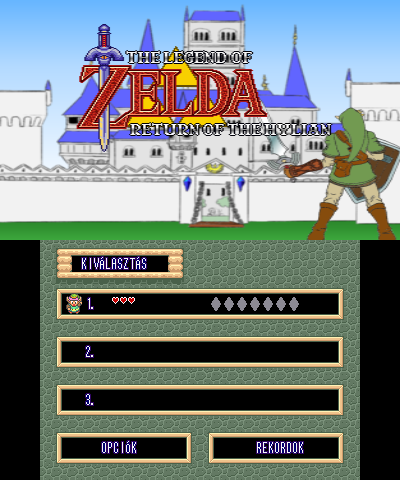 THE LEGEND OF
ZELDA
RETURN OF THE HYLIAN
KIVÁLASZTÁS
1.
2.
3.
OPCIÓK
REKORDOK